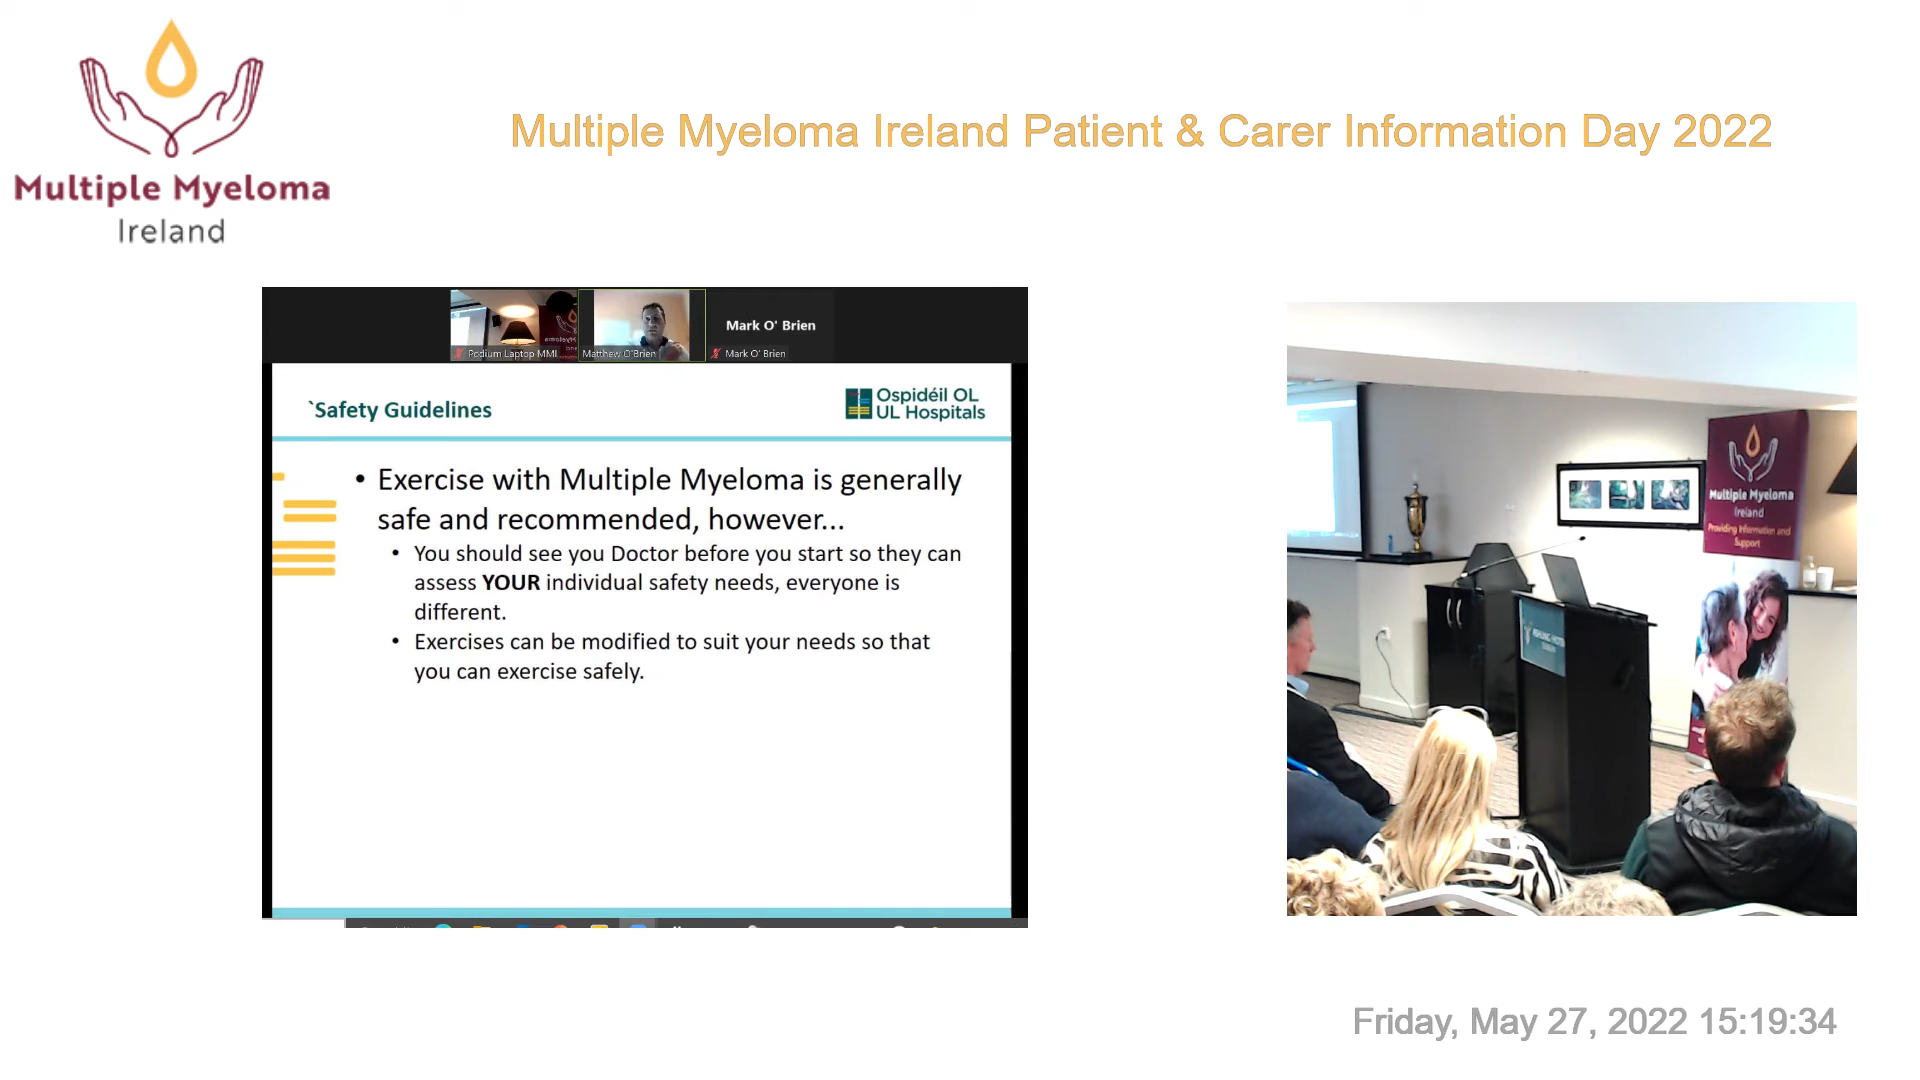 Multiple Myeloma
Ireland
Multiple Myeloma Ireland Patient & Carer Information Day 2022
Mark O' Brien
Podium Laptop MMI
Matthew O'Brien
Mark O' Brien
`Safety Guidelines
Ospidéil OL
UL Hospitals
• Exercise with Multiple Myeloma is generally
safe and recommended, however...
• You should see you Doctor before you start so they can
assess YOUR individual safety needs, everyone is
different.
• Exercises can be modified to suit your needs so that
you can exercise safely.
Multiple Myeloma
Ireland
Providing Information and
Support
Friday, May 27, 2022 15:19:34